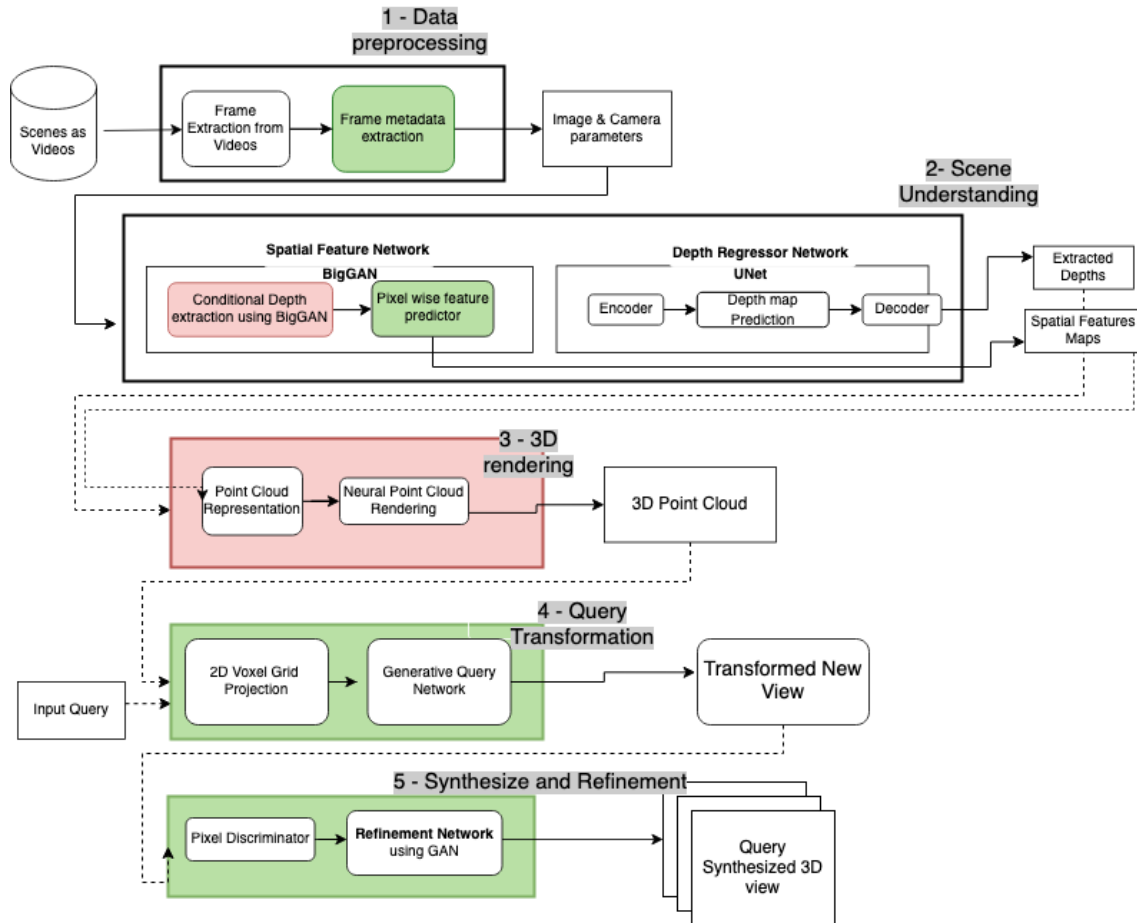 1 - Data
preprocessing
Scenes as
Videos
Frame
Extraction from
Videos
Frame metadata
extraction
Image & Camera
parameters
2- Scene
Understanding
Spatial Feature Network
BigGAN
Conditional Depth
extraction using BigGAN
Pixel wise feature
predictor
Depth Regressor Network
UNet
Encoder
Depth map
Prediction
Decoder
Extracted
Depths
Spatial Features
Maps
3 - 3D
rendering
Point Cloud
Representation
Neural Point Cloud
Rendering
3D Point Cloud
4 - Query
Transformation
Input Query
2D Voxel Grid
Projection
Generative Query
Network
Transformed New
View
5 - Synthesize and Refinement
Pixel Discriminator
Refinement Network
using GAN
Query
Synthesized 3D
view